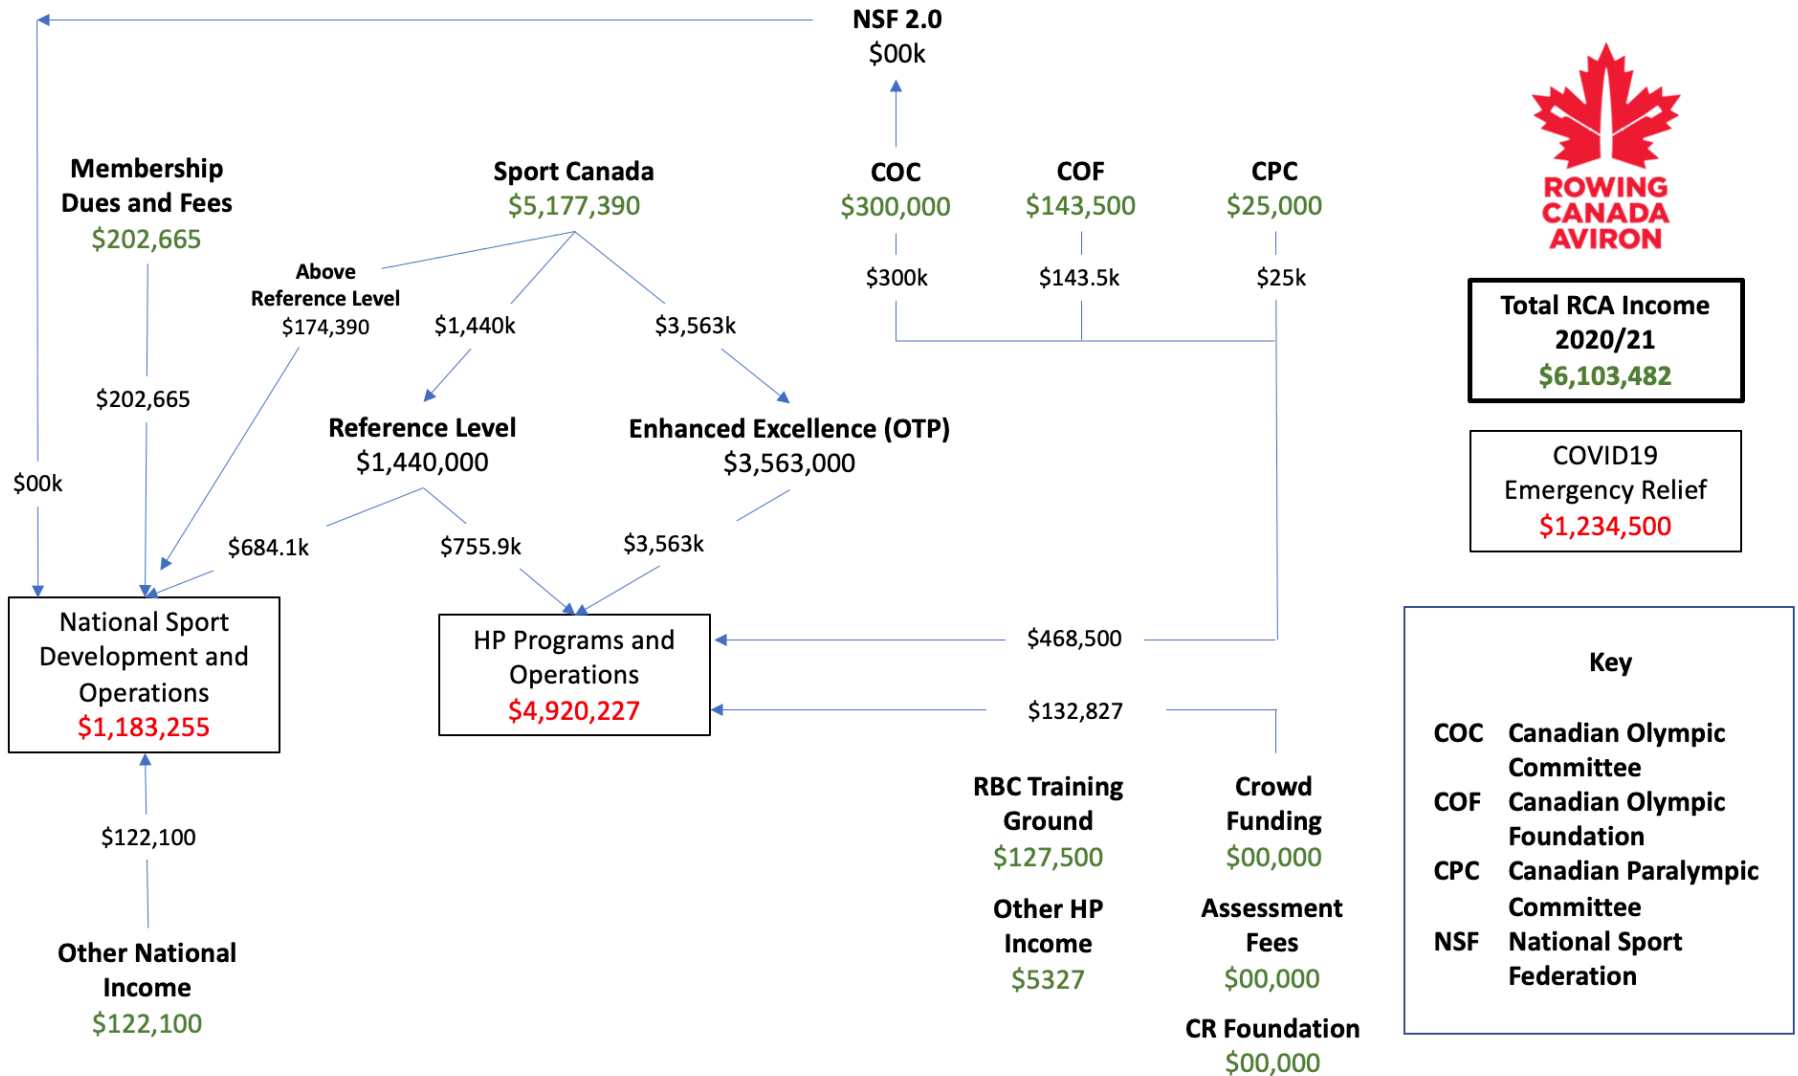 NSF 2.0
$00k
Membership
Dues and Fees
$202,665
Sport Canada
$5,177,390
COC
$300,000
COF
$143,500
CPC
$25,000
ROWING
CANADA
AVIRON
Above
Reference Level
$174,390
$1,440k
$3,563k
$300k
$143.5k
$25k
Total RCA Income
2020/21
$6,103,482
$202,665
Reference Level
$1,440,000
Enhanced Excellence (OTP)
$3,563,000
COVID19
Emergency Relief
$1,234,500
$00k
$684.1k
$755.9k
$3,563k
National Sport
Development and
Operations
$1,183,255
HP Programs and
Operations
$4,920,227
$468,500
$132,827
$122,100
Other National
Income
$122,100
RBC Training
Ground
$127,500
Crowd
Funding
$00,000
Other HP
Income
$5327
Assessment
Fees
$00,000
CR Foundation
$00,000
Key
COC Canadian Olympic
Committee
COF Canadian Olympic
Foundation
CPC Canadian Paralympic
Committee
NSF National Sport
Federation